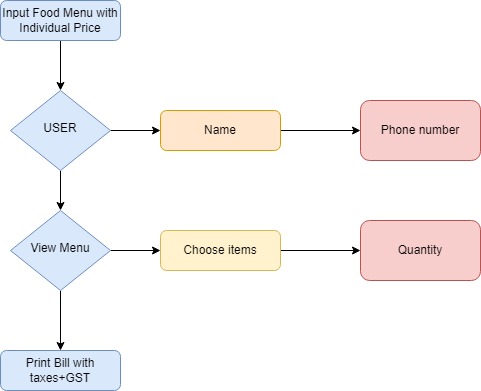 Input Food Menu with
Individual Price
USER
Name
Phone number
View Menu
Choose items
Quantity
Print Bill with
taxes+GST